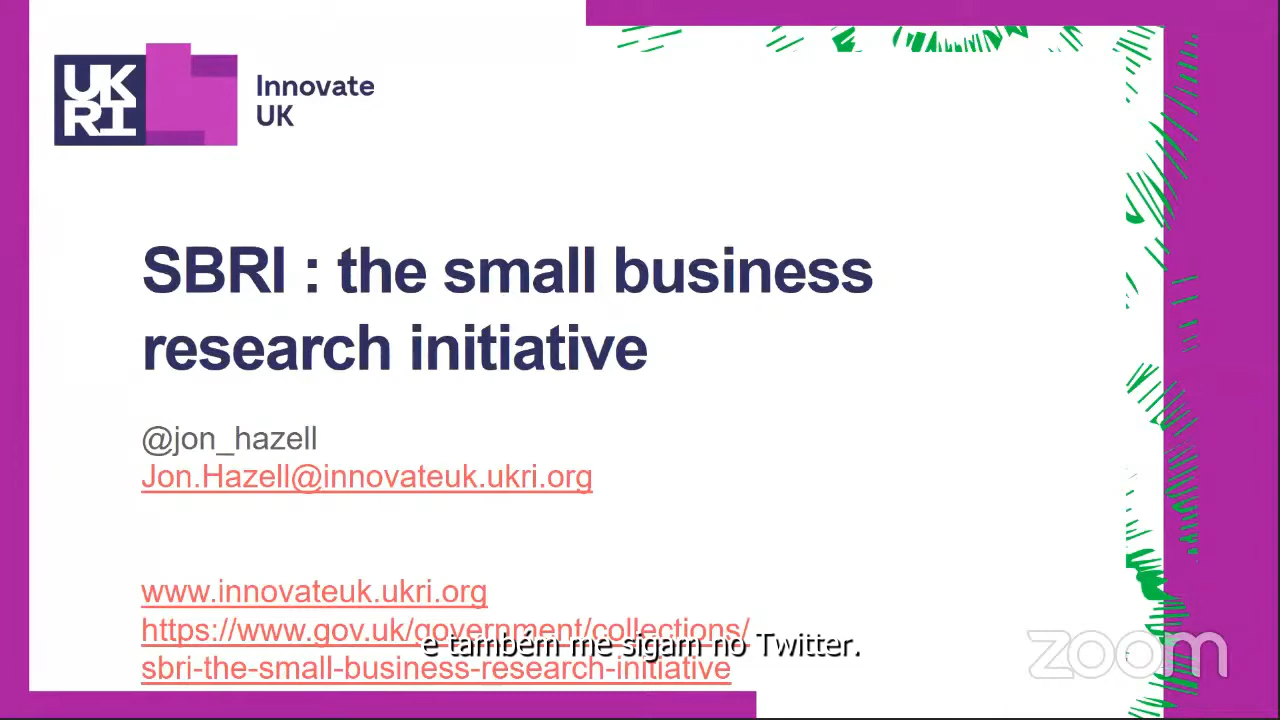 UK
RI
Innovate
UK
SBRI : the small business
research initiative
@jon_hazell
Jon.Hazell@innovateuk.ukri.org
www.innovateuk.ukri.org
https://www.gov.uk/government/collections/
e também me sigam no Twitter.
sbri-the-small-business-research-initiative
zoom